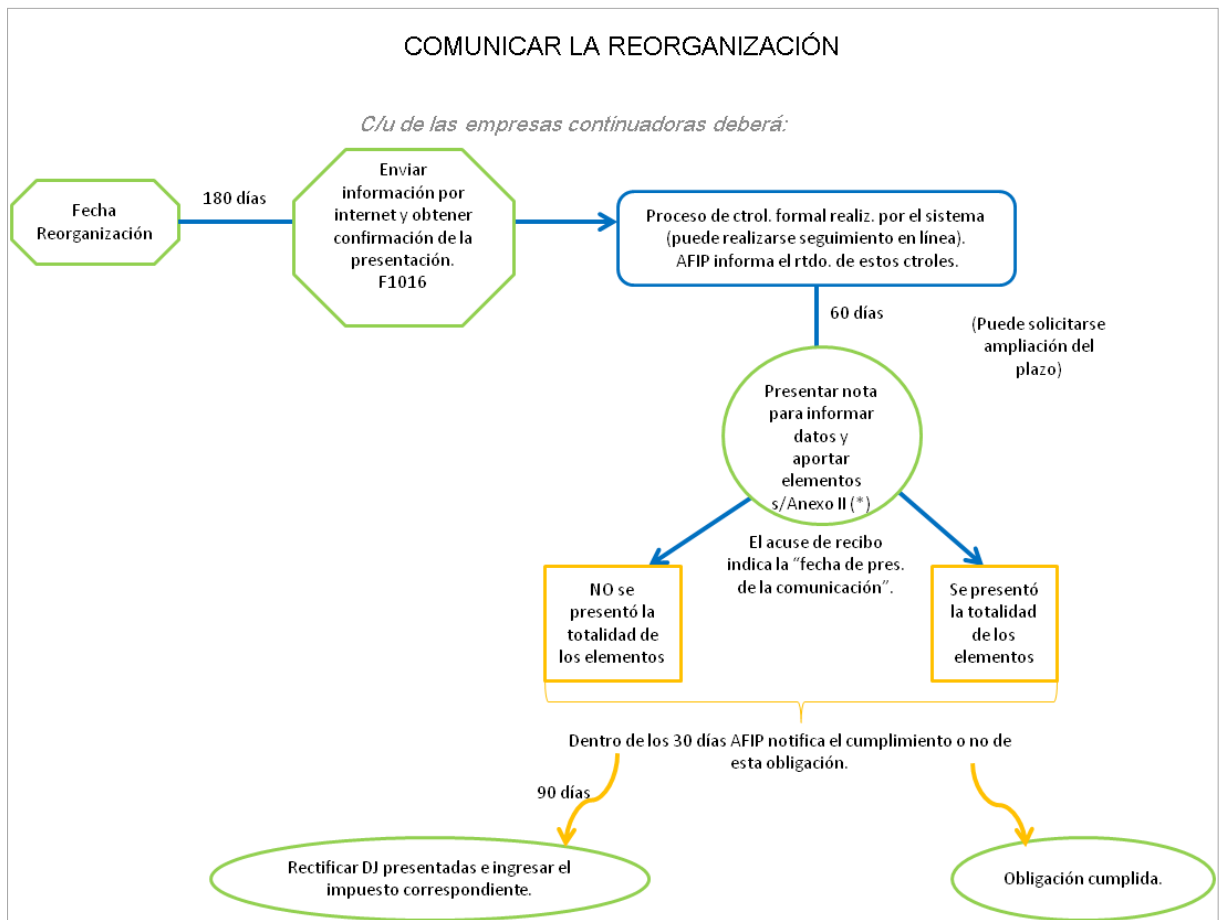 COMUNICAR LA REORGANIZACIÓN
C/u de las empresas continuadoras deberá:
Fecha
Reorganización
180 días
Enviar
información por
internet y obtener
confirmación de la
presentación.
F1016
Proceso de ctrol. formal realiz. por el sistema
(puede realizarse seguimiento en línea).
AFIP informa el rtdo. de estos ctroles.
60 días
(Puede solicitarse
ampliación del
plazo)
Presentar nota
para informar
datos y
aportar
elementos
s/Anexo II (*)
El acuse de recibo
indica la “fecha de pres.
de la comunicación”.
NO se
presentó la
totalidad de
los elementos
Se presentó
la totalidad
de los
elementos
Dentro de los 30 días AFIP notifica el cumplimiento o no de
esta obligación.
90 días
Rectificar DJ presentadas e ingresar el
impuesto correspondiente.
Obligación cumplida.